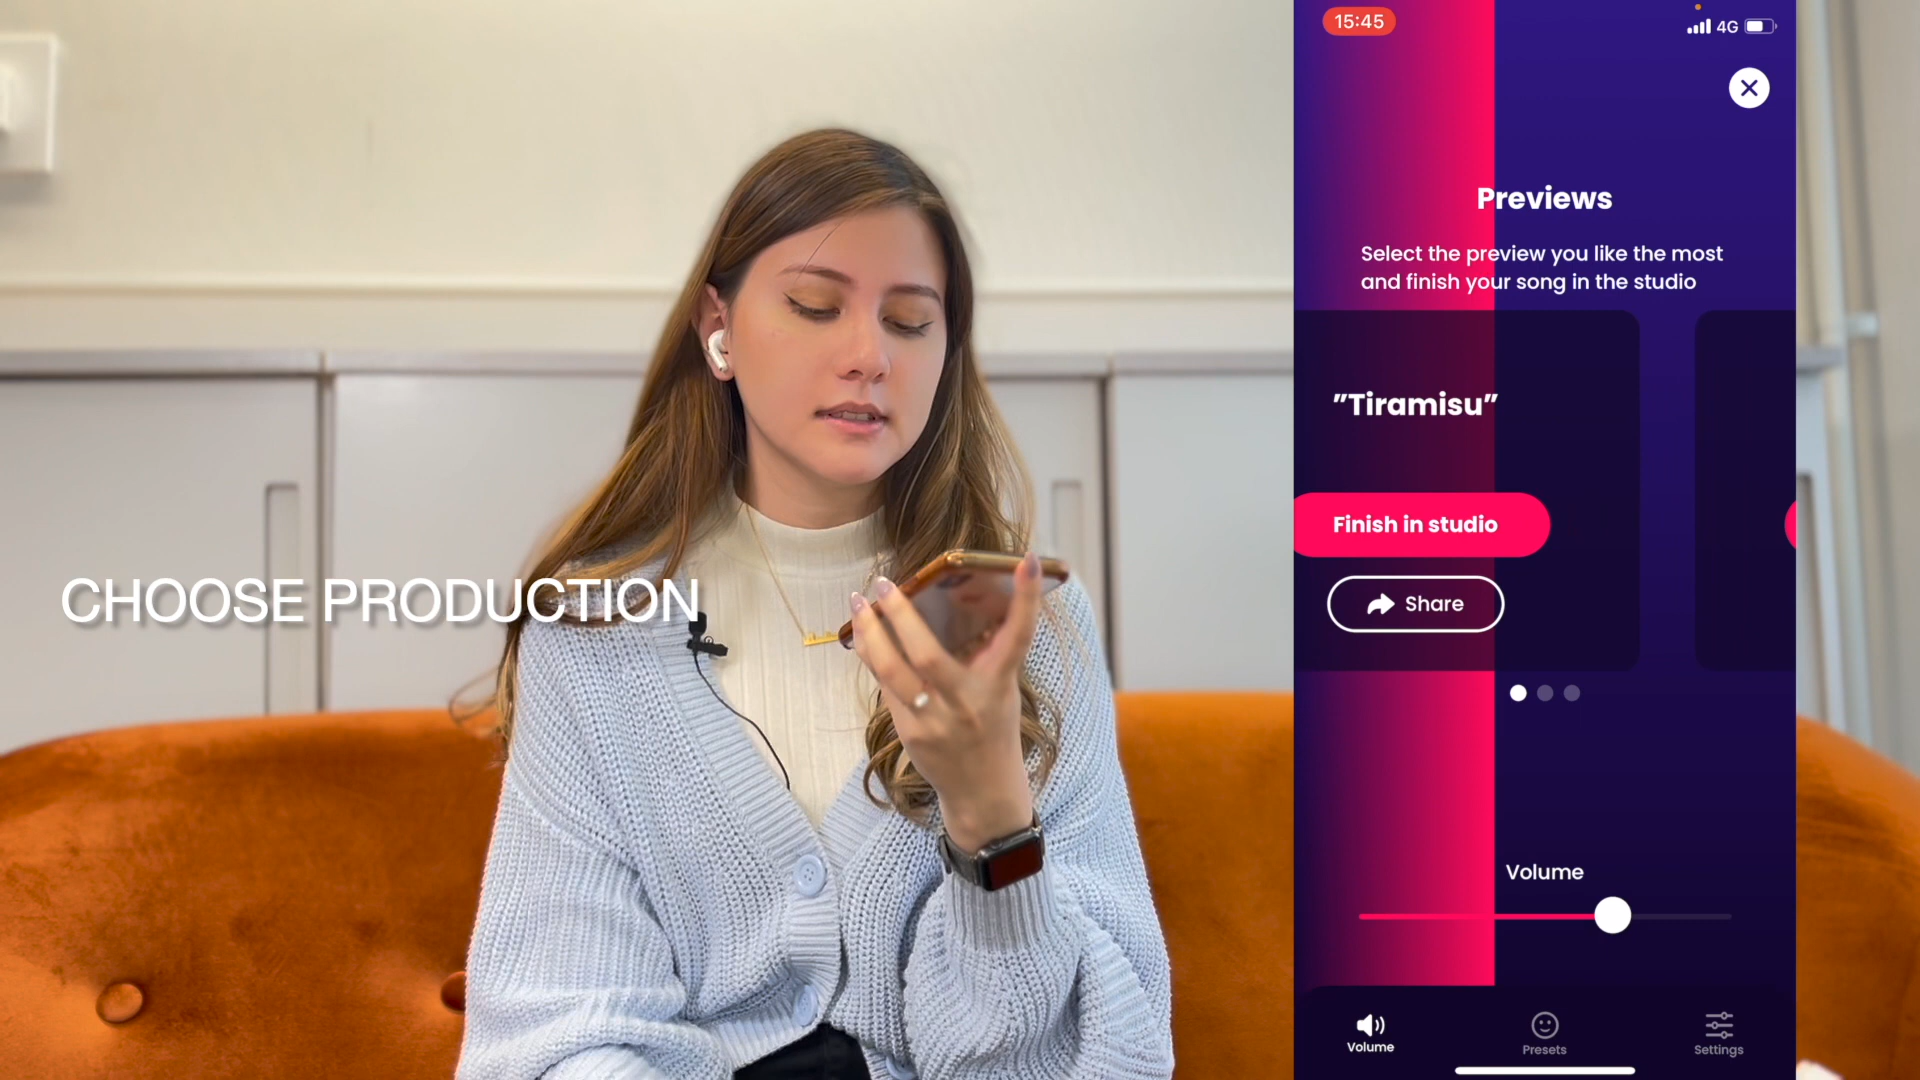 CHOOSE PRODUCTION
15:45
4G
Previews
Select the preview you like the most
and finish your song in the studio
”Tiramisu”
Finish in studio
Share
Volume
Volume
Presets
Settings